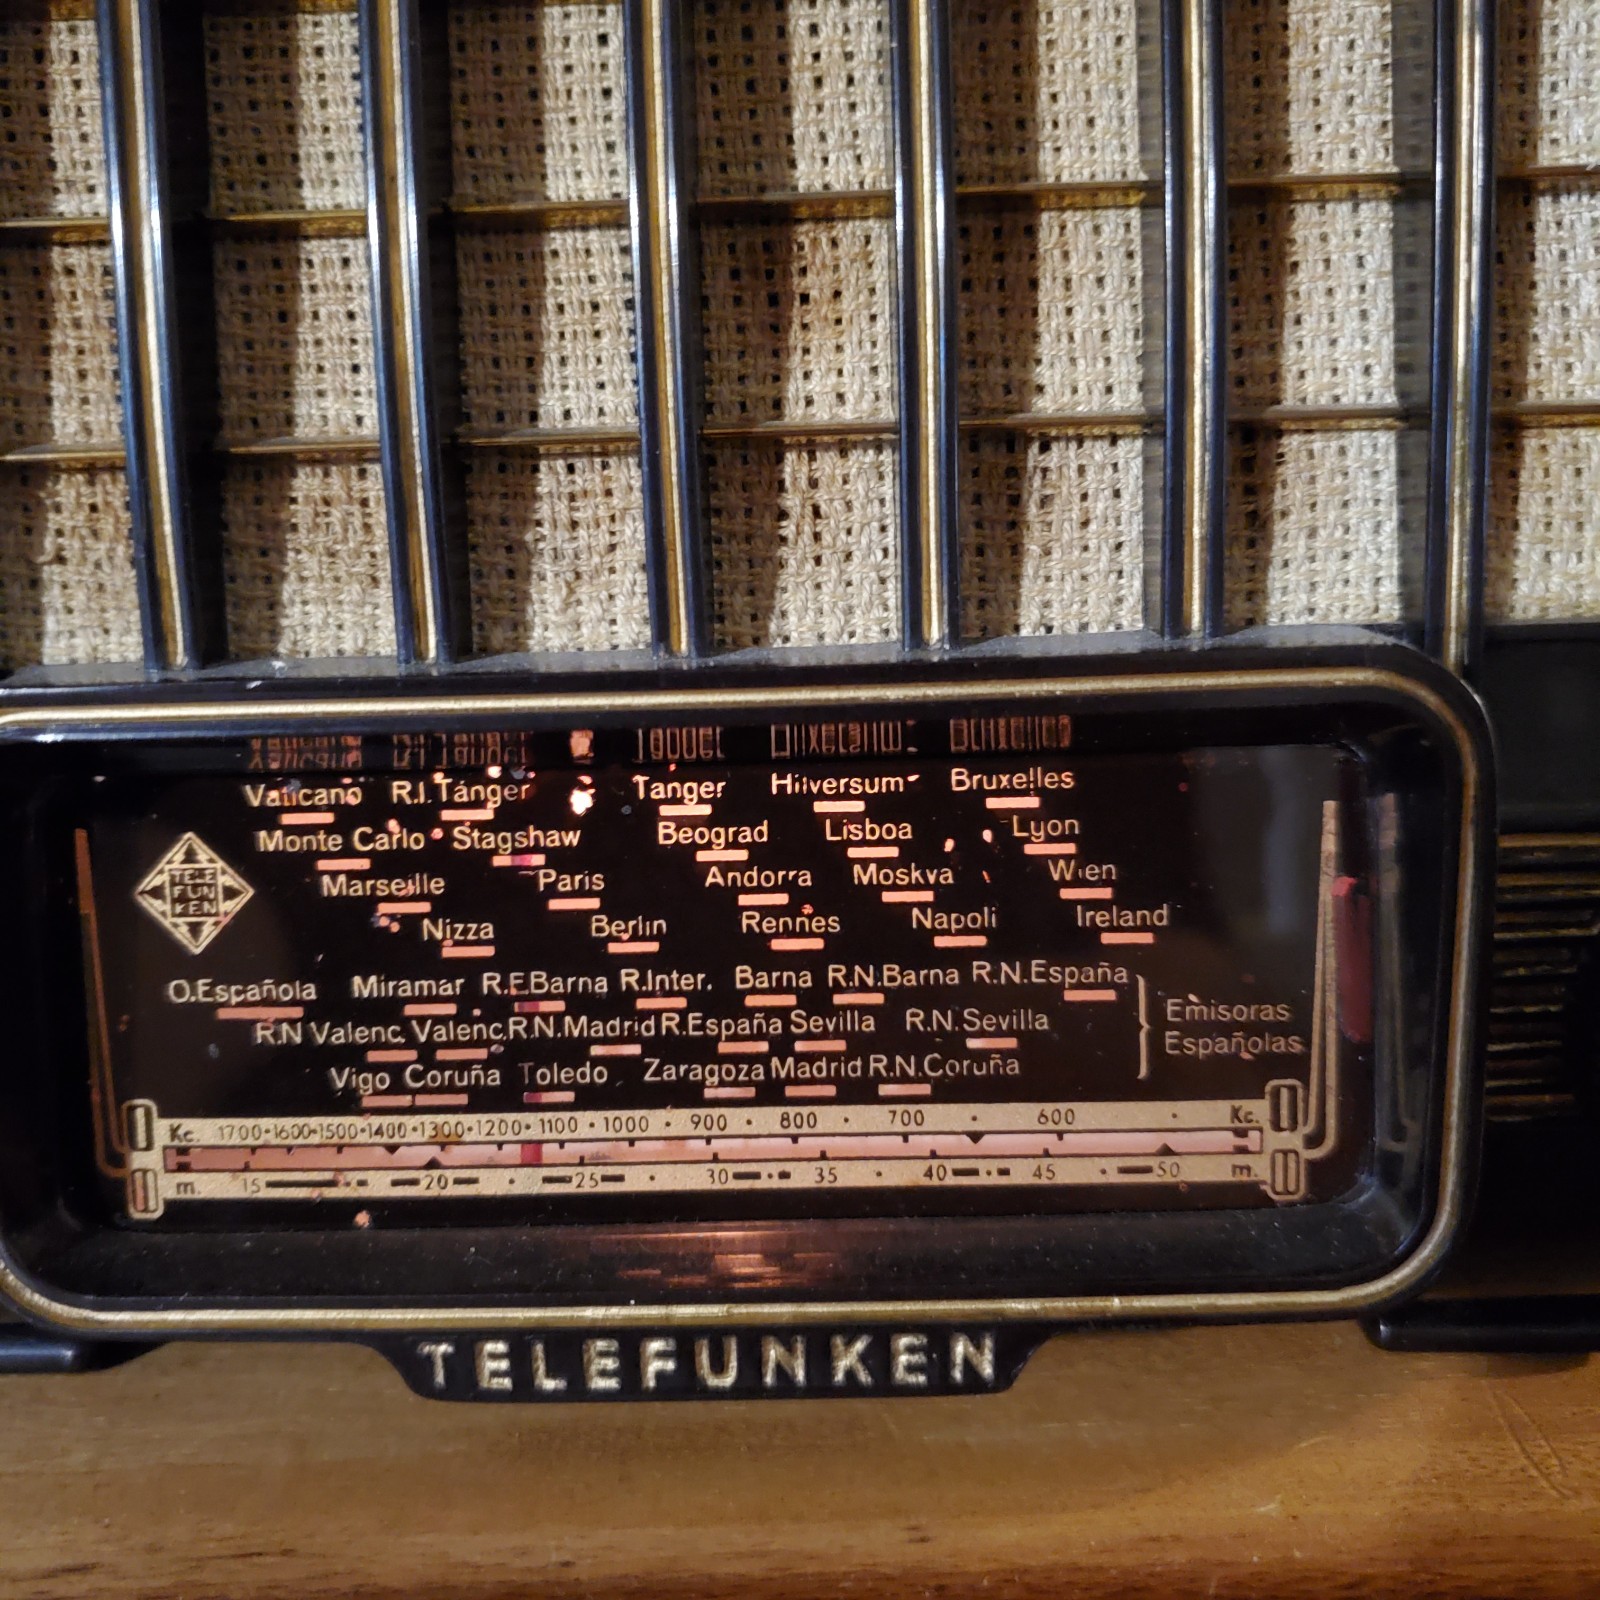 Vaticano R.I.Tánger Tanger Hilversum Bruxelles
Monte Carlo Stagshaw Beograd Lisboa Lyon
Marseille Paris Andorra Moskva Wien
Nizza Berlin Rennes Napoli Ireland
TELE
FUN
KEN
O.Española Miramar R.E.Barna R.Inter. Barna R.N.Barna R.N.España
R.N Valenc. Valenc. R.N.Madrid R.España Sevilla R.N.Sevilla
Vigo Coruña Toledo Zaragoza Madrid R.N.Coruña
Emisoras
Españolas
Kc. 1700•1600•1500•1400•1300•1200•1100•1000•900•800•700•600•Kc.
m. 15 20 25 30 35 40 45 50 m.
TELEFUNKEN